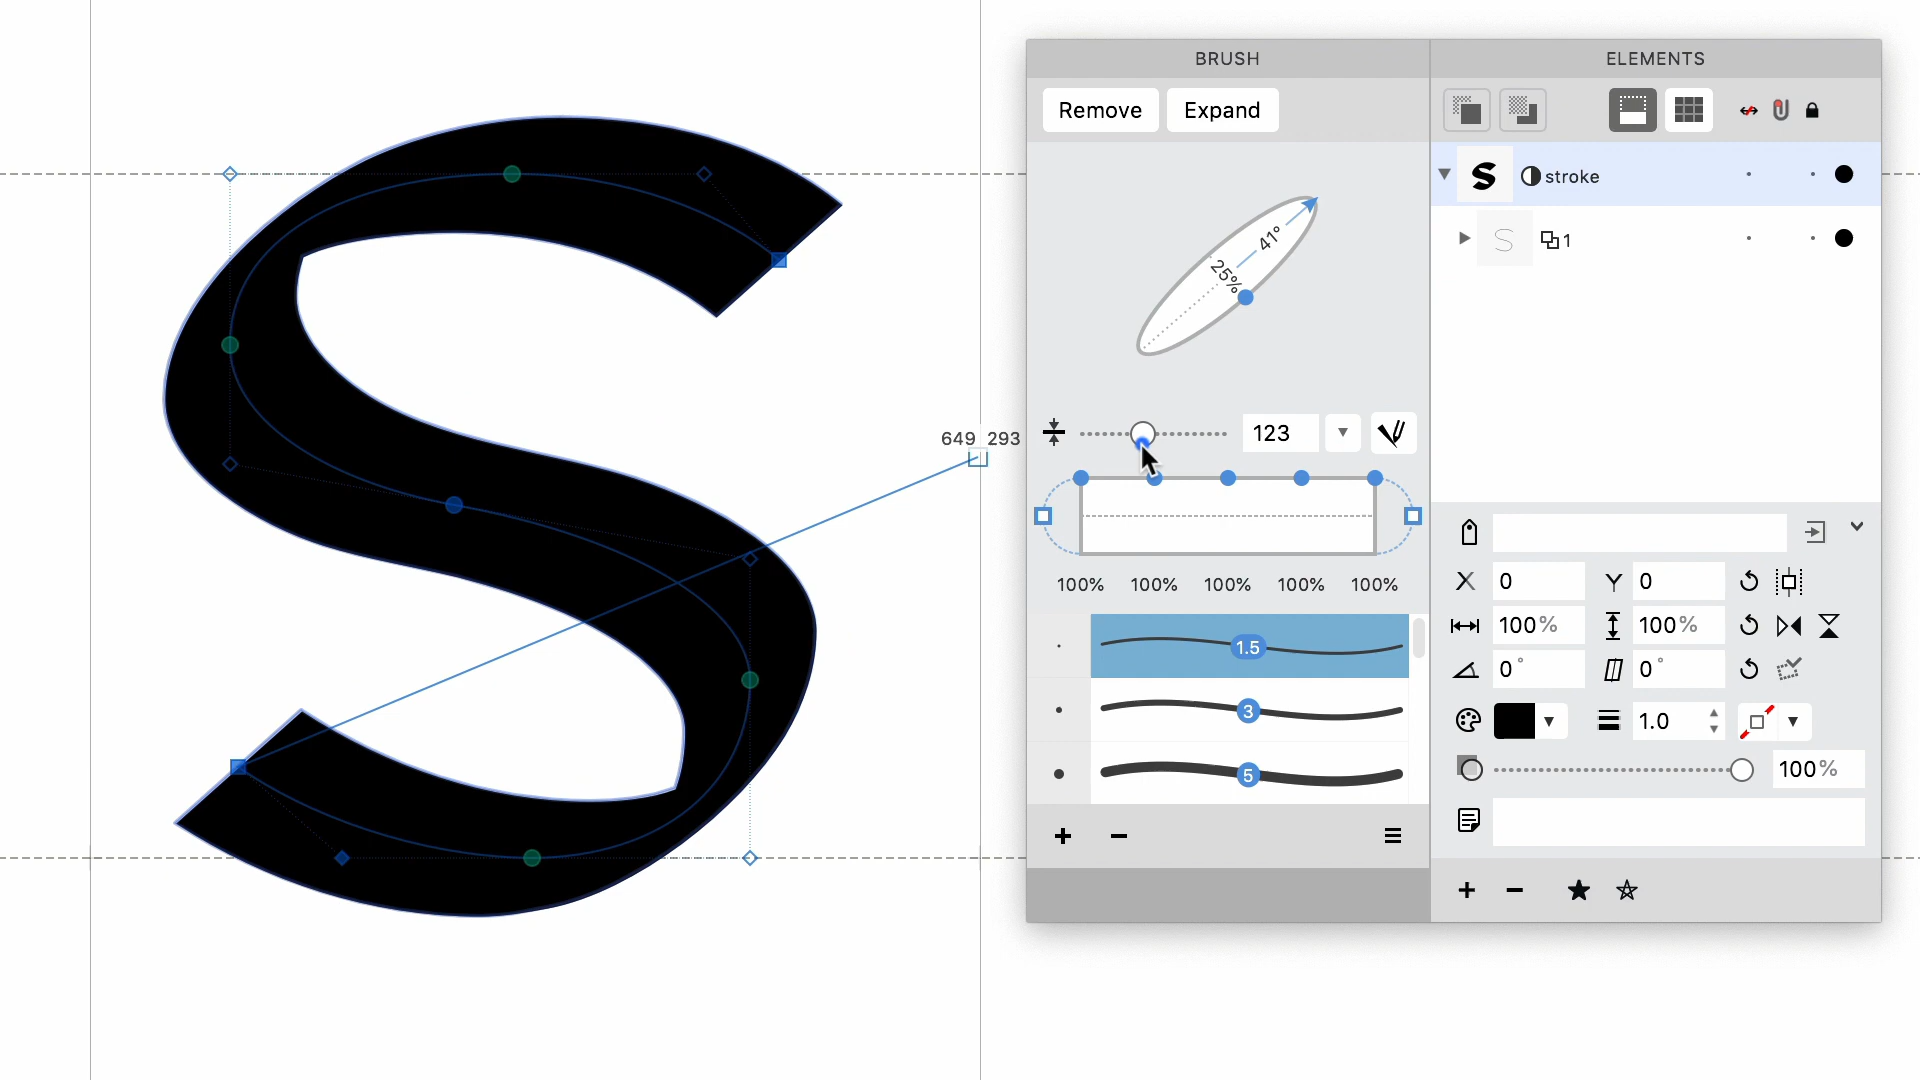 BRUSH
ELEMENTS
Remove
Expand
41°
25%
stroke
1
649 293
123
100% 100% 100% 100% 100%
1.5
3
5
X 0 Y 0
100% 100%
0° 0°
1.0
100%
S